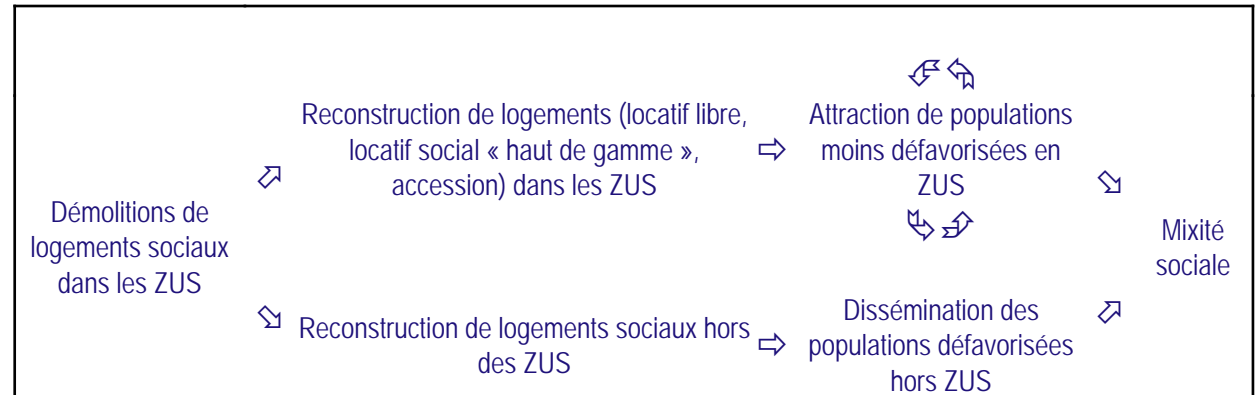 Démolitions de
logements sociaux
dans les ZUS
Reconstruction de logements (locatif libre,
locatif social « haut de gamme »,
accession) dans les ZUS
Attraction de populations
moins défavorisées en
ZUS
Reconstruction de logements sociaux hors
des ZUS
Dissémination des
populations défavorisées
hors ZUS
Mixité
sociale